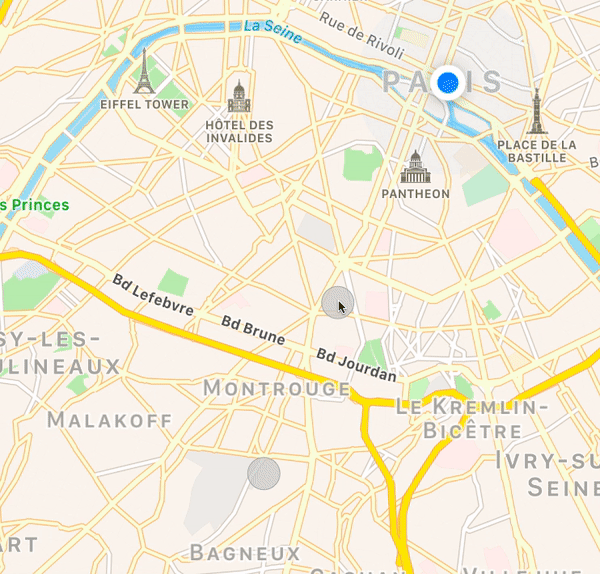 La Seine
Rue de Rivoli
PARIS
EIFFEL TOWER
HÔTEL DES
INVALIDES
PLACE DE LA
BASTILLE
PANTHEON
s Princes
Bd Lefebvre
Bd Brune
Bd Jourdan
SY-LES-
ULINEAUX
MONTROUGE
MALAKOFF
LE KREMLIN-
BICÊTRE
IVRY-SU
SEINE
ART
BAGNEUX